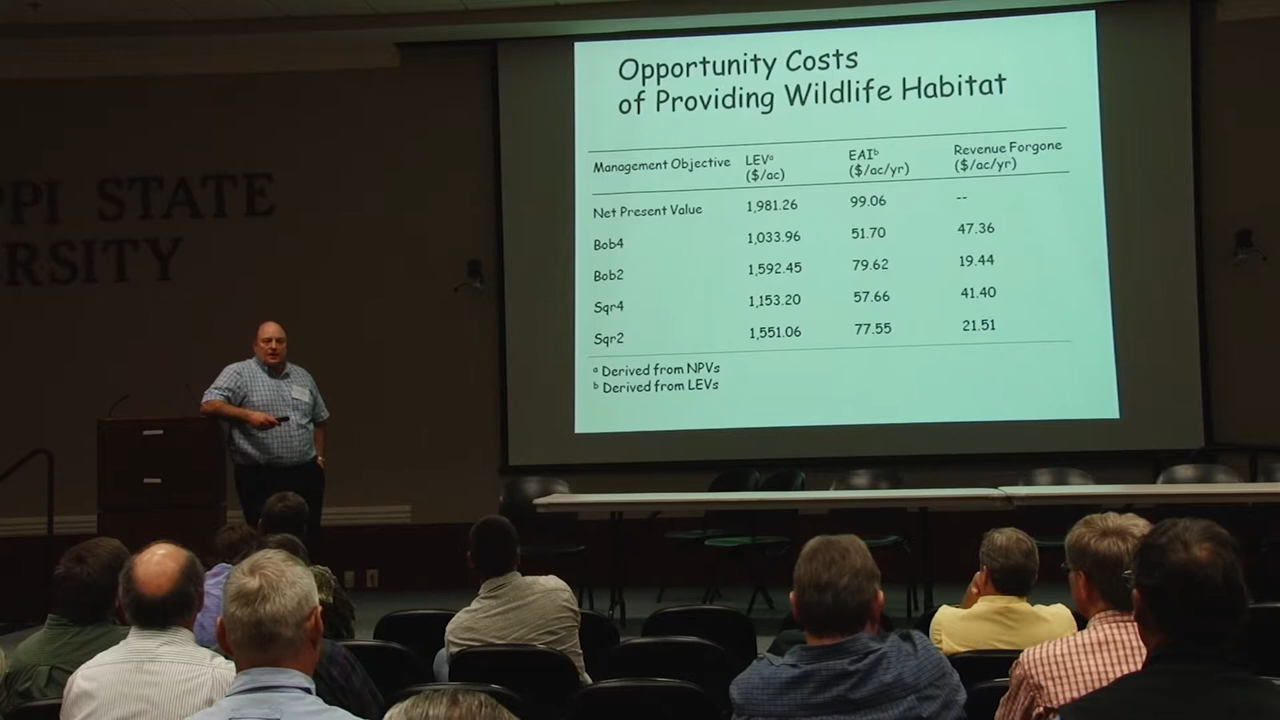 Opportunity Costs
of Providing Wildlife Habitat
Management Objective LEVa EAIb Revenue Forgone
($/ac) ($/ac/yr) ($/ac/yr)
Net Present Value 1,981.26 99.06 --
Bob4 1,033.96 51.70 47.36
Bob2 1,592.45 79.62 19.44
Sqr4 1,153.20 57.66 41.40
Sqr2 1,551.06 77.55 21.51
a Derived from NPVs
b Derived from LEVs
PPI STATE
ERSITY